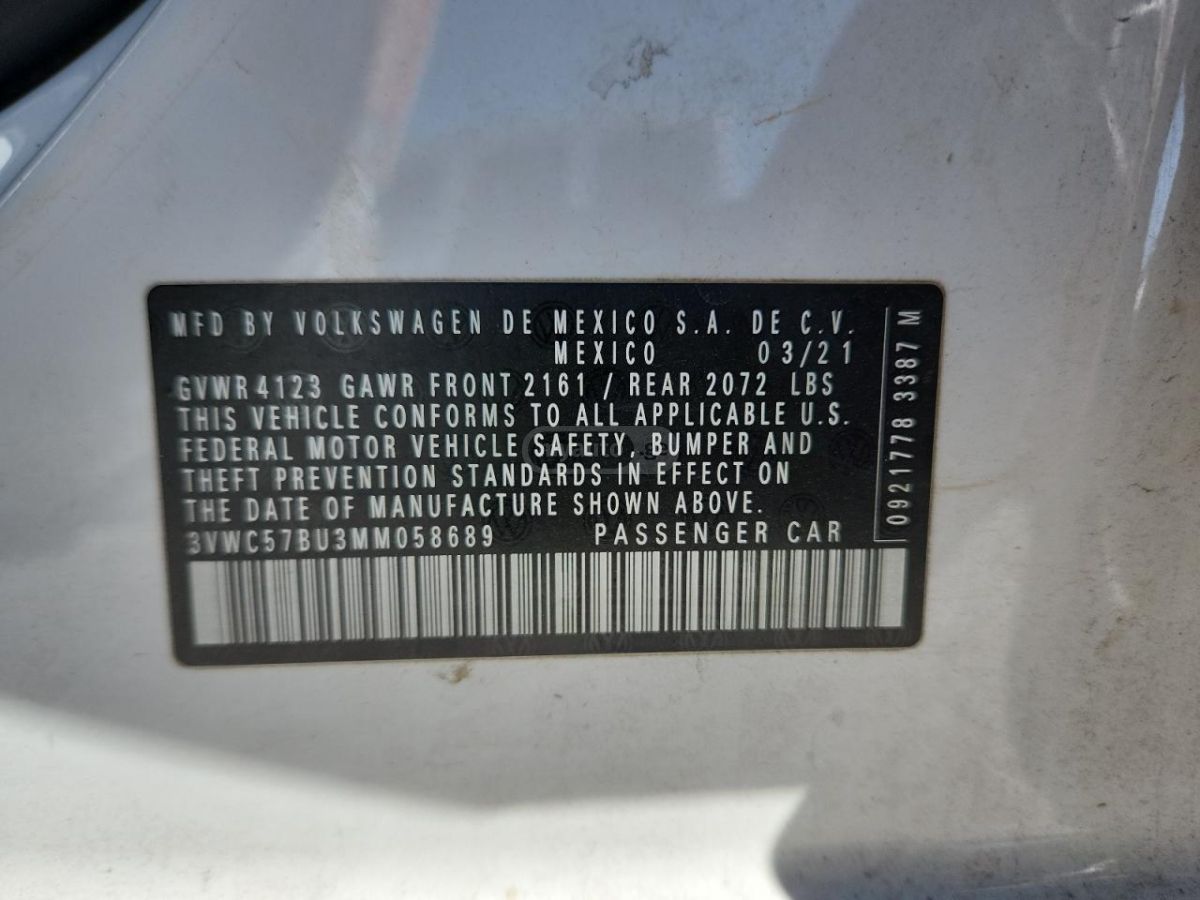 MFD BY VOLKSWAGEN DE MEXICO S.A. DE C.V.
MEXICO 03/21
GVWR 4123 GAWR FRONT 2161 / REAR 2072 LBS
THIS VEHICLE CONFORMS TO ALL APPLICABLE U.S.
FEDERAL MOTOR VEHICLE SAFETY, BUMPER AND
THEFT PREVENTION STANDARDS IN EFFECT ON
THE DATE OF MANUFACTURE SHOWN ABOVE.
3VWC57BU3MM058689 PASSENGER CAR
0921778 3387 M